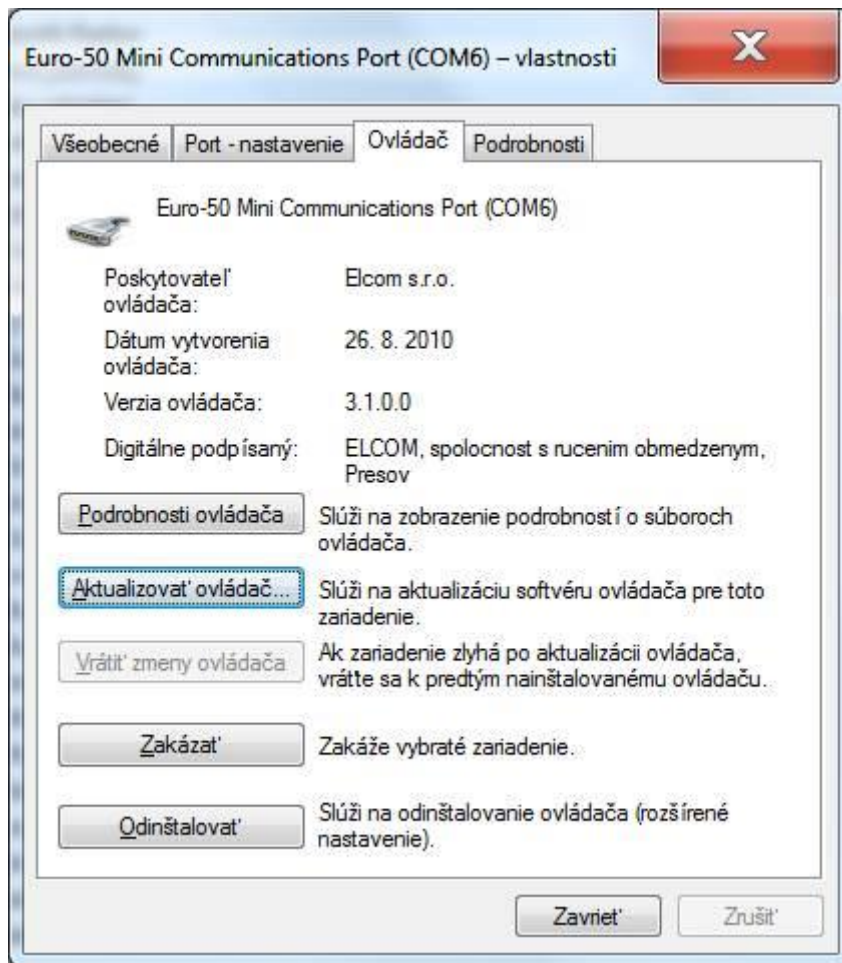 Euro-50 Mini Communications Port (COM6) – vlastnosti
Všeobecné
Port - nastavenie
Ovládač
Podrobnosti
Euro-50 Mini Communications Port (COM6)
Poskytovateľ
ovládača:
Elcom s.r.o.
Dátum vytvorenia
ovládača:
26. 8. 2010
Verzia ovládača:
3.1.0.0
Digitálne podpísaný:
ELCOM, spolocnost s rucenim obmedzenym,
Presov
Podrobnosti ovládača
Slúži na zobrazenie podrobností o súboroch
ovládača.
Aktualizovať ovládač...
Slúži na aktualizáciu softvéru ovládača pre toto
zariadenie.
Vrátiť zmeny ovládača
Ak zariadenie zlyhá po aktualizácii ovládača,
vráťte sa k predtým nainštalovanému ovládaču.
Zakázať
Zakáže vybraté zariadenie.
Odinštalovať
Slúži na odinštalovanie ovládača (rozšírené
nastavenie).
Zavrieť
Zrušiť